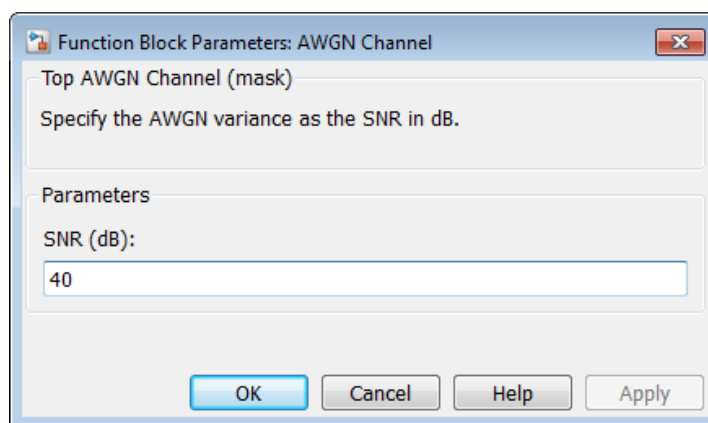 Function Block Parameters: AWGN Channel
Top AWGN Channel (mask)
Specify the AWGN variance as the SNR in dB.
Parameters
SNR (dB):
40
OK Cancel Help Apply